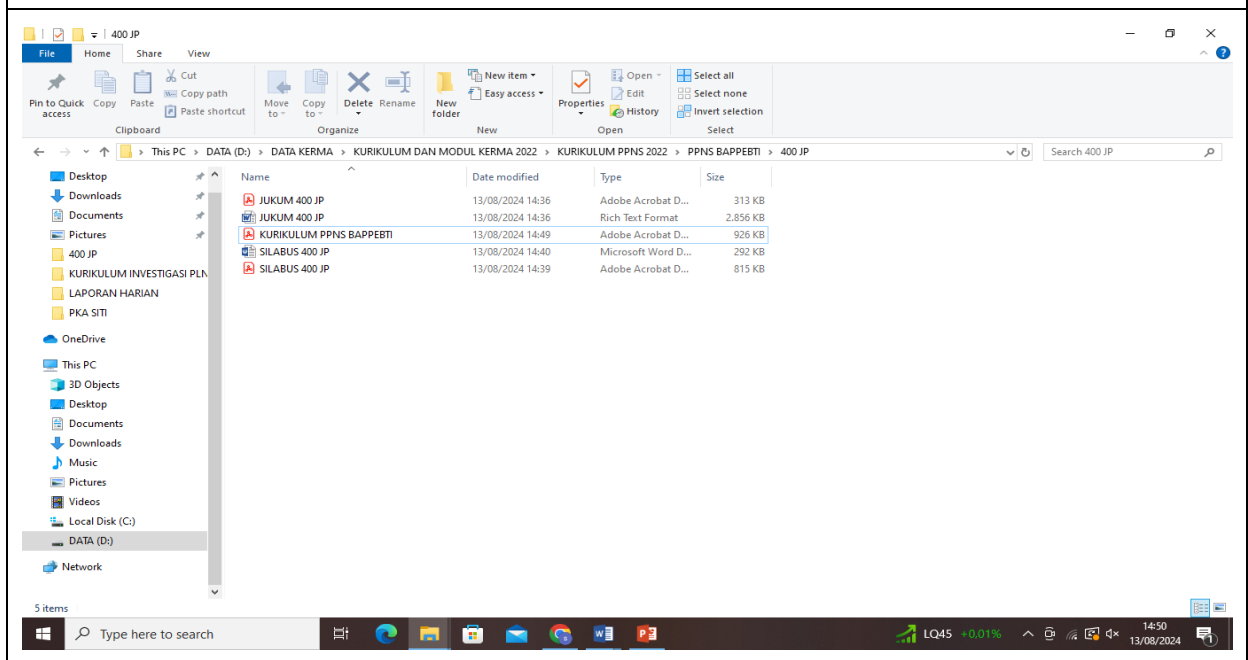 400 JP
File Home Share View
Pin to Quick access
Copy
Paste
Cut
Copy path
Paste shortcut
Clipboard
Move to
Copy to
Delete
Rename
Organize
New folder
New item
Easy access
New
Properties
Open
Edit
History
Open
Select all
Select none
Invert selection
Select
> This PC > DATA (D:) > DATA KERMA > KURIKULUM DAN MODUL KERMA 2022 > KURIKULUM PPNS 2022 > PPNS BAPPEBTI > 400 JP
Search 400 JP
Desktop
Downloads
Documents
Pictures
400 JP
KURIKULUM INVESTIGASI PLN
LAPORAN HARIAN
PKA SITI
OneDrive
This PC
3D Objects
Desktop
Documents
Downloads
Music
Pictures
Videos
Local Disk (C:)
DATA (D:)
Network
Name Date modified Type Size
JUKUM 400 JP 13/08/2024 14:36 Adobe Acrobat D... 313 KB
JUKUM 400 JP 13/08/2024 14:36 Rich Text Format 2.856 KB
KURIKULUM PPNS BAPPEBTI 13/08/2024 14:49 Adobe Acrobat D... 926 KB
SILABUS 400 JP 13/08/2024 14:40 Microsoft Word D... 292 KB
SILABUS 400 JP 13/08/2024 14:39 Adobe Acrobat D... 815 KB
5 items
Type here to search
LQ45 +0,01%
14:50
13/08/2024